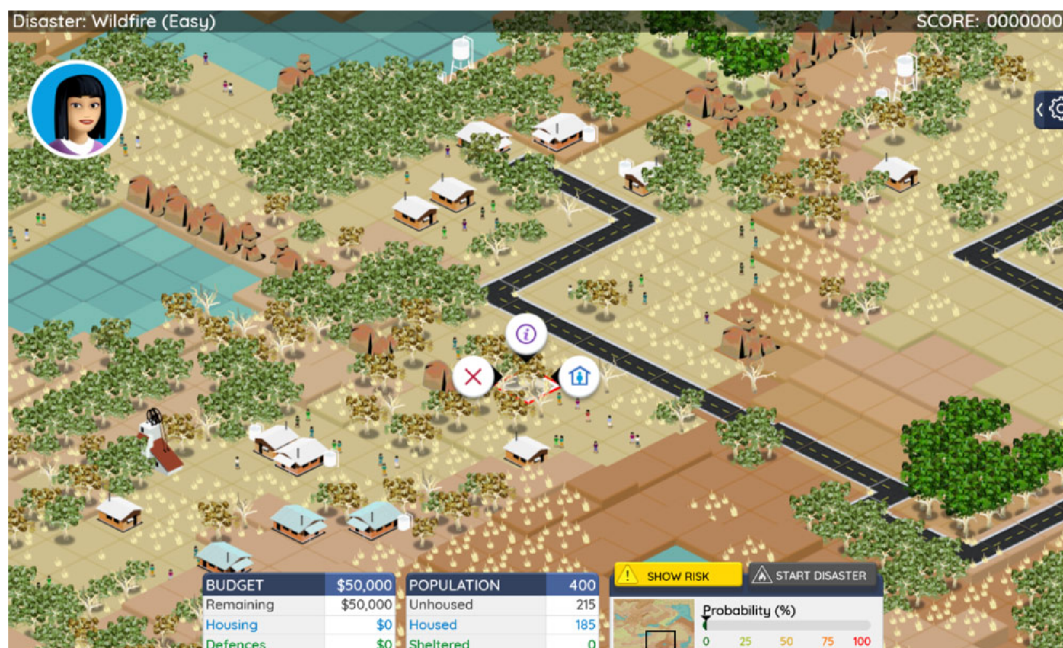 Disaster: Wildfire (Easy)
SCORE: 0000000
BUDGET $50,000
Remaining $50,000
Housing $0
Defences $0
POPULATION 400
Unhoused 215
Housed 185
Sheltered 0
SHOW RISK
START DISASTER
Probability (%)
0 25 50 75 100